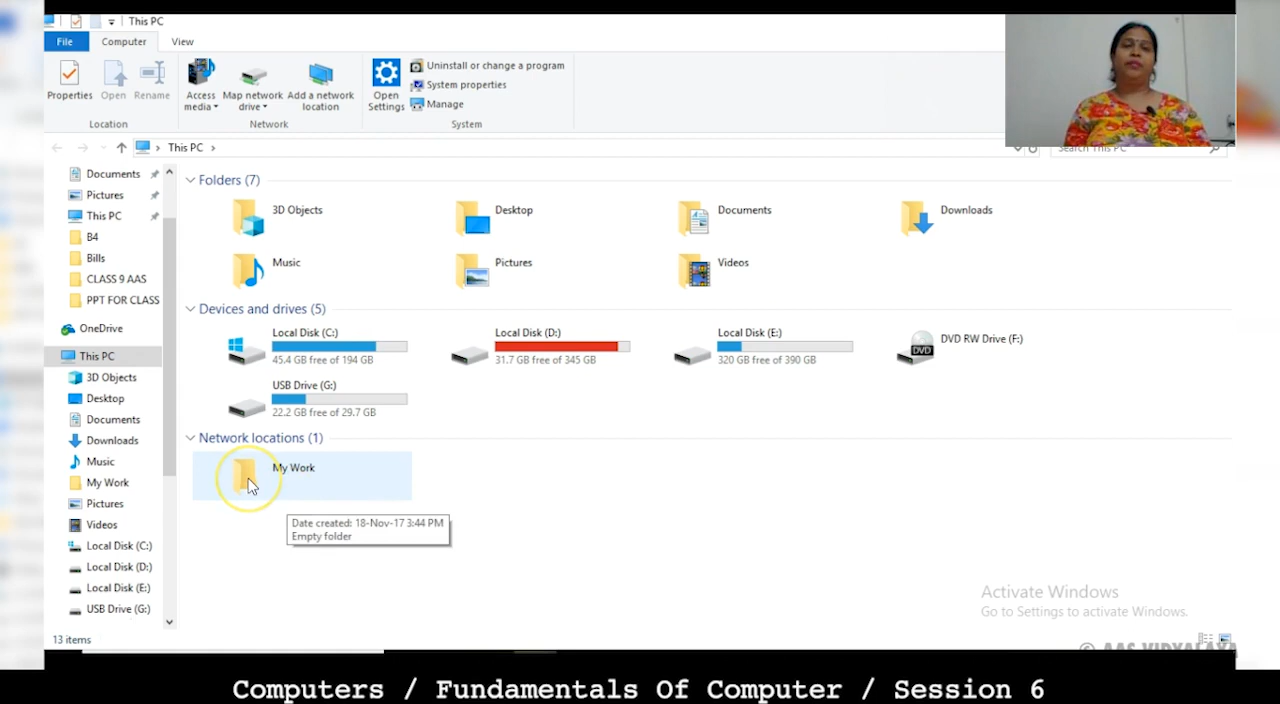 This PC
File Computer View
Properties Open Rename Access media Map network drive Add a network location Open Settings Uninstall or change a program
System properties
Manage
Location Network System
This PC
Search This PC
Documents
Pictures
This PC
B4
Bills
CLASS 9 AAS
PPT FOR CLASS
OneDrive
This PC
3D Objects
Desktop
Documents
Downloads
Music
My Work
Pictures
Videos
Local Disk (C:)
Local Disk (D:)
Local Disk (E:)
USB Drive (G:)
Folders (7)
3D Objects Desktop Documents Downloads
Music Pictures Videos
Devices and drives (5)
Local Disk (C:) Local Disk (D:) Local Disk (E:) DVD RW Drive (F:)
DVD
45.4 GB free of 194 GB 31.7 GB free of 345 GB 320 GB free of 390 GB
USB Drive (G:)
22.2 GB free of 29.7 GB
Network locations (1)
My Work
Date created: 18-Nov-17 3:44 PM
Empty folder
Activate Windows
Go to Settings to activate Windows.
13 items
© AAS VIDYALAYA
Computers / Fundamentals Of Computer / Session 6